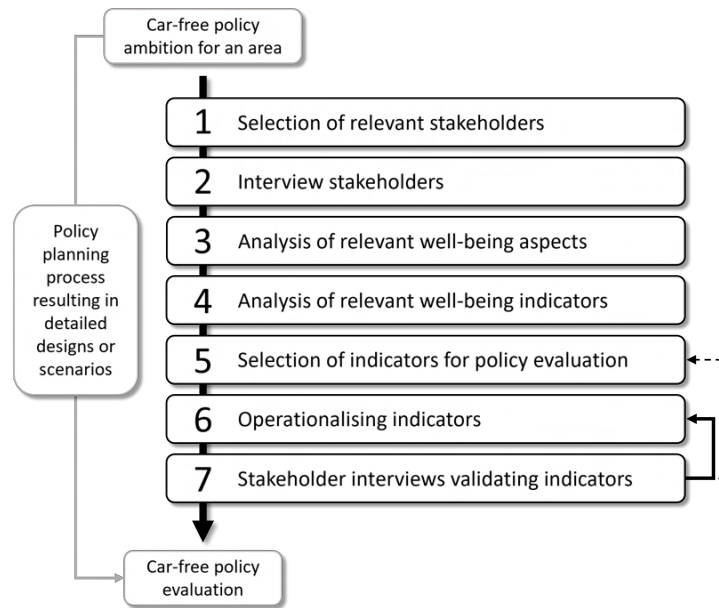 Car-free policy
ambition for an area
1 Selection of relevant stakeholders
2 Interview stakeholders
3 Analysis of relevant well-being aspects
4 Analysis of relevant well-being indicators
5 Selection of indicators for policy evaluation
6 Operationalising indicators
7 Stakeholder interviews validating indicators
Policy
planning
process
resulting in
detailed
designs or
scenarios
Car-free policy
evaluation